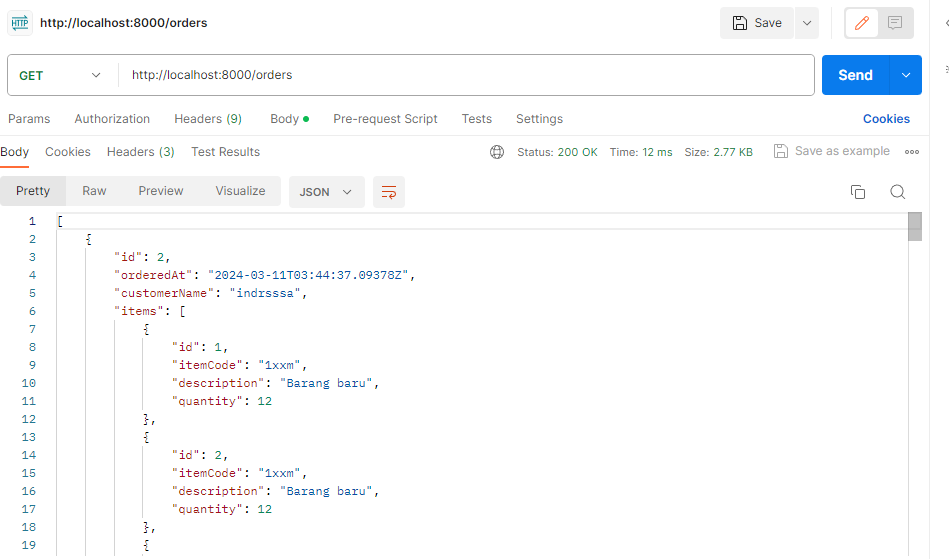 HTTP http://localhost:8000/orders Save
GET http://localhost:8000/orders Send
Params Authorization Headers (9) Body Pre-request Script Tests Settings Cookies
Body Cookies Headers (3) Test Results Status: 200 OK Time: 12 ms Size: 2.77 KB Save as example
Pretty Raw Preview Visualize JSON
1 [
2 {
3 "id": 2,
4 "orderedAt": "2024-03-11T03:44:37.09378Z",
5 "customerName": "indrsssa",
6 "items": [
7 {
8 "id": 1,
9 "itemCode": "1xxm",
10 "description": "Barang baru",
11 "quantity": 12
12 },
13 {
14 "id": 2,
15 "itemCode": "1xxm",
16 "description": "Barang baru",
17 "quantity": 12
18 },
19 {